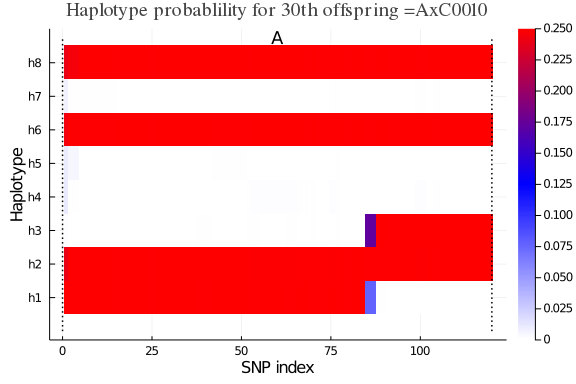 Haplotype probablility for 30th offspring =AxC0010
A
h8
h7
h6
h5
h4
h3
h2
h1
Haplotype
0
25
50
75
100
SNP index
0.250
0.225
0.200
0.175
0.150
0.125
0.100
0.075
0.050
0.025
0